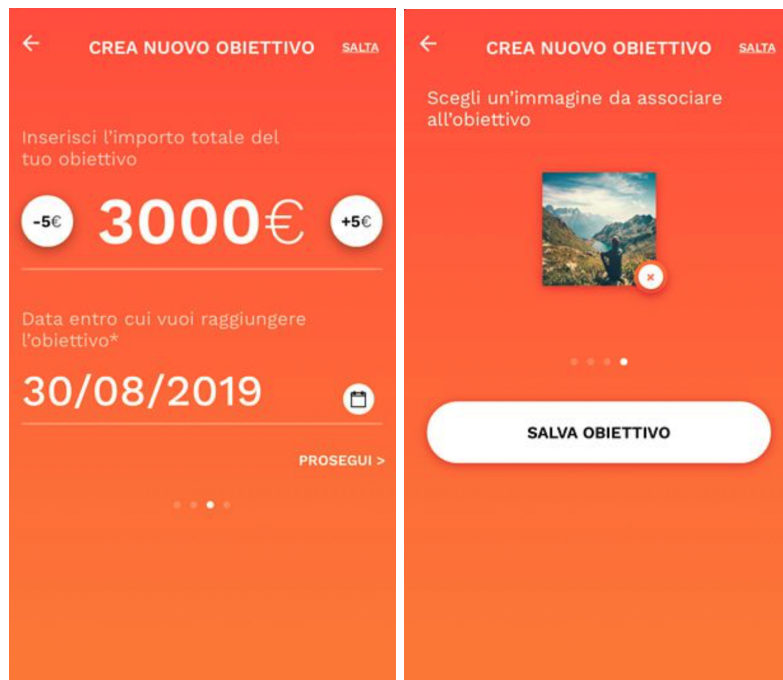 CREA NUOVO OBIETTIVO SALTA
Inserisci l'importo totale del
tuo obiettivo
-5€ 3000€ +5€
Data entro cui vuoi raggiungere
l'obiettivo*
30/08/2019
PROSEGUI >
CREA NUOVO OBIETTIVO SALTA
Scegli un'immagine da associare
all'obiettivo
SALVA OBIETTIVO